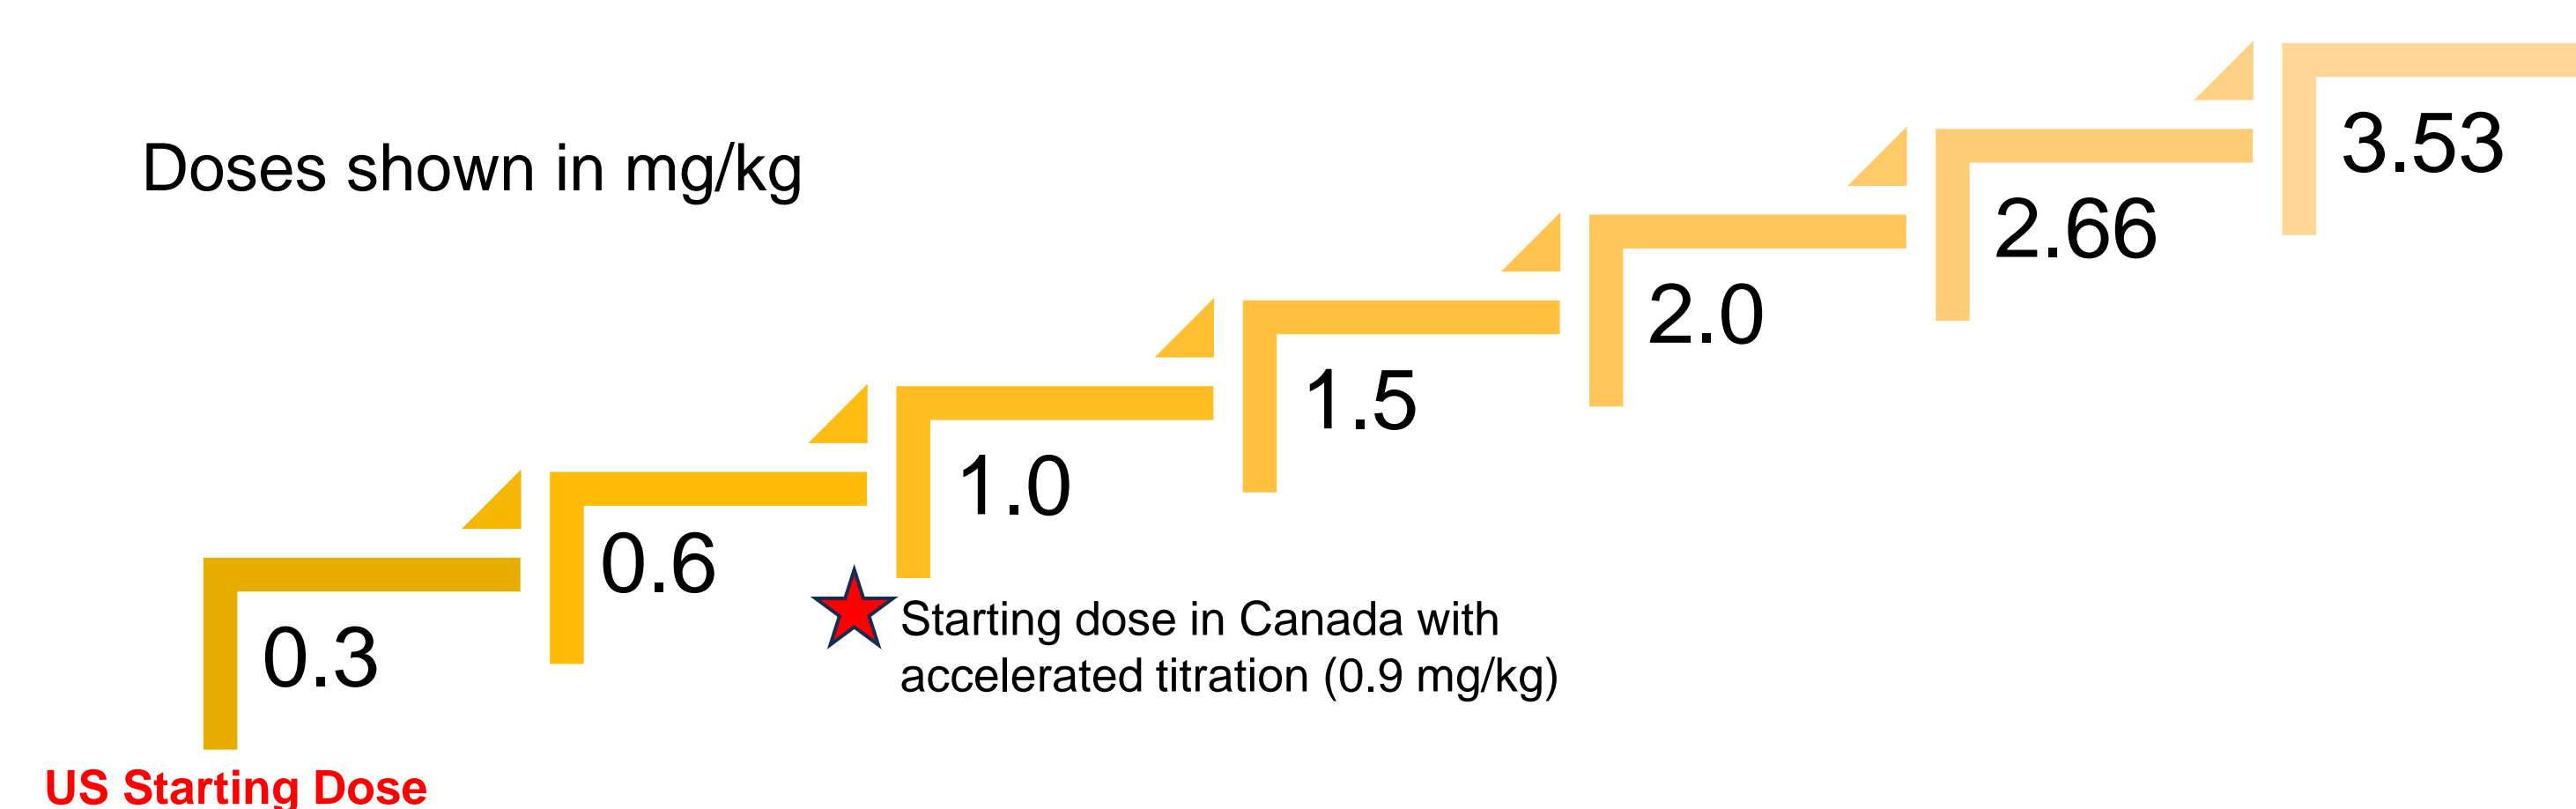 Doses shown in mg/kg
3.53
2.66
2.0
1.5
1.0
0.6
0.3
Starting dose in Canada with
accelerated titration (0.9 mg/kg)
US Starting Dose